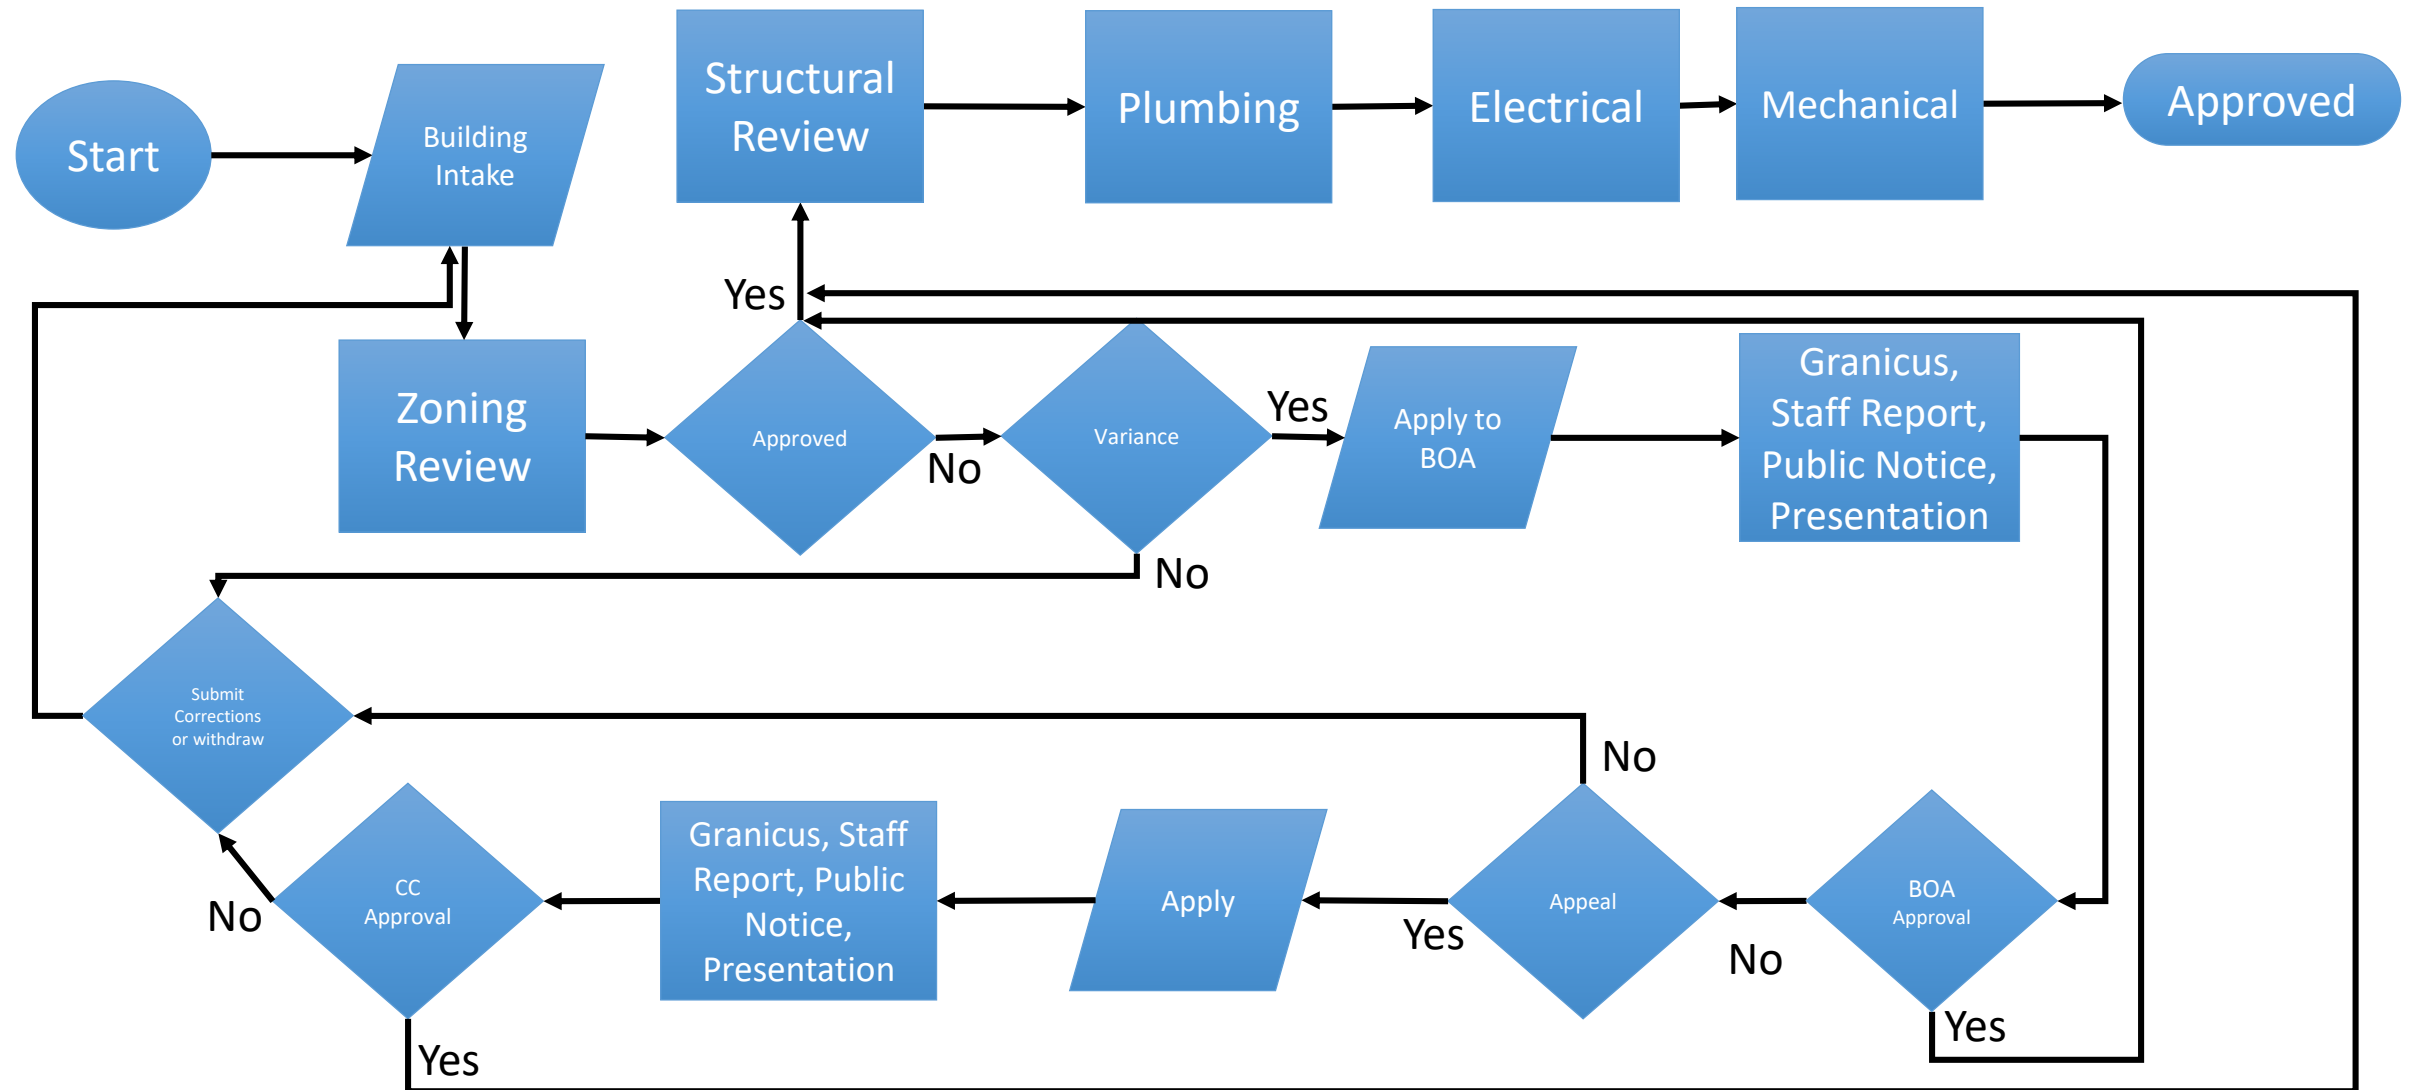 Start
Building
Intake
Structural
Review
Plumbing
Electrical
Mechanical
Approved
Yes
Zoning
Review
Approved
No
Variance
Yes
Apply to
BOA
Granicus,
Staff Report,
Public Notice,
Presentation
No
Submit
Corrections
or withdraw
No
CC
Approval
No
Yes
Granicus, Staff
Report, Public
Notice,
Presentation
Apply
Yes
Appeal
No
BOA
Approval
Yes